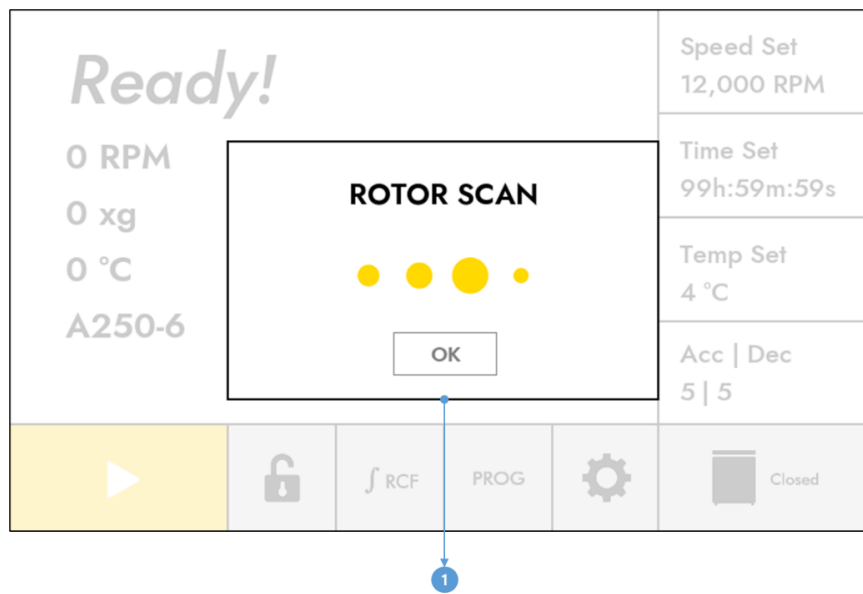 Ready!
0 RPM
0 xg
0 °C
A250-6
ROTOR SCAN
OK
Speed Set
12,000 RPM
Time Set
99h:59m:59s
Temp Set
4 °C
Acc | Dec
5 | 5
∫ RCF
PROG
Closed
1